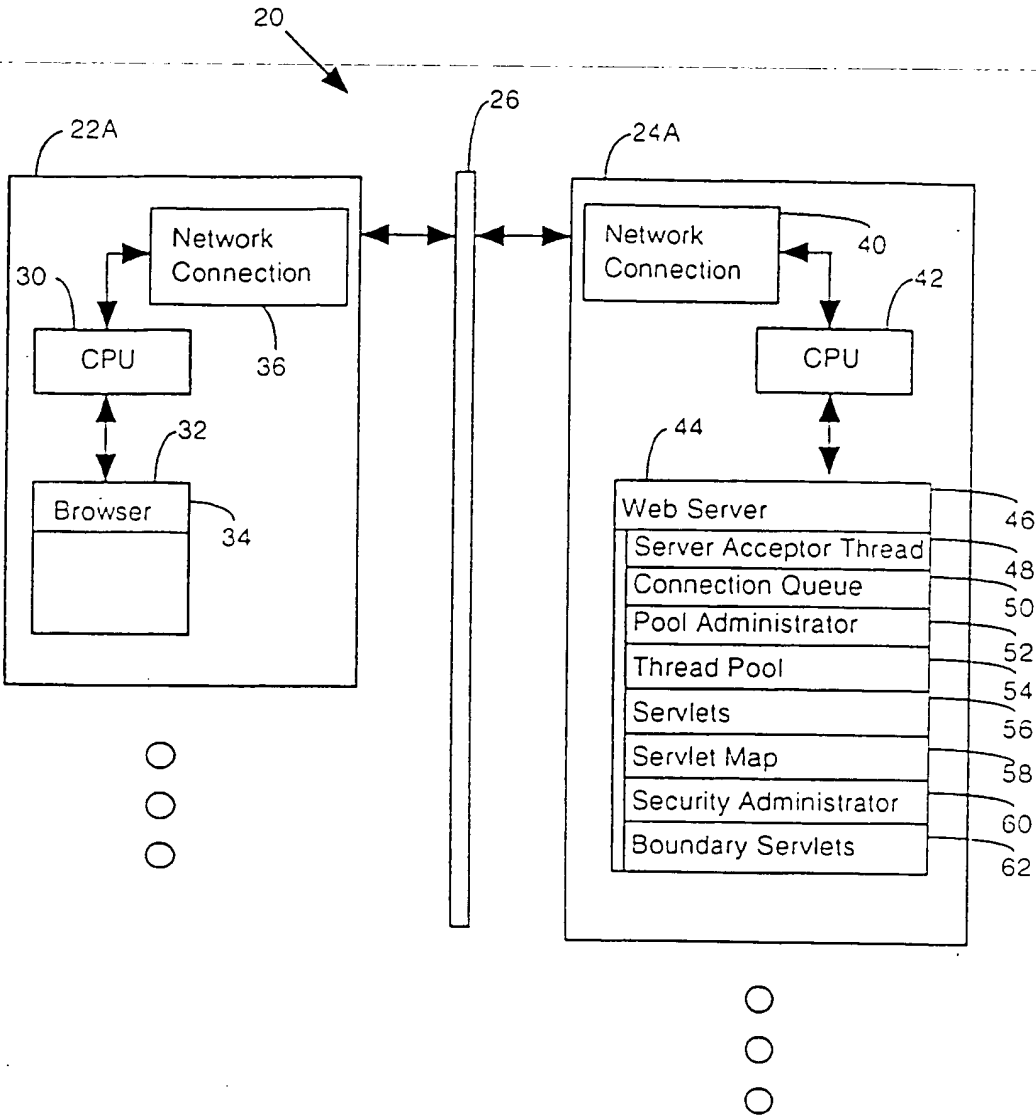 20
26
22A
24A
Network
Connection
36
30
CPU
32
Browser
34
Network
Connection
40
42
CPU
44
Web Server
46
Server Acceptor Thread
48
Connection Queue
50
Pool Administrator
52
Thread Pool
54
Servlets
56
Servlet Map
58
Security Administrator
60
Boundary Servlets
62